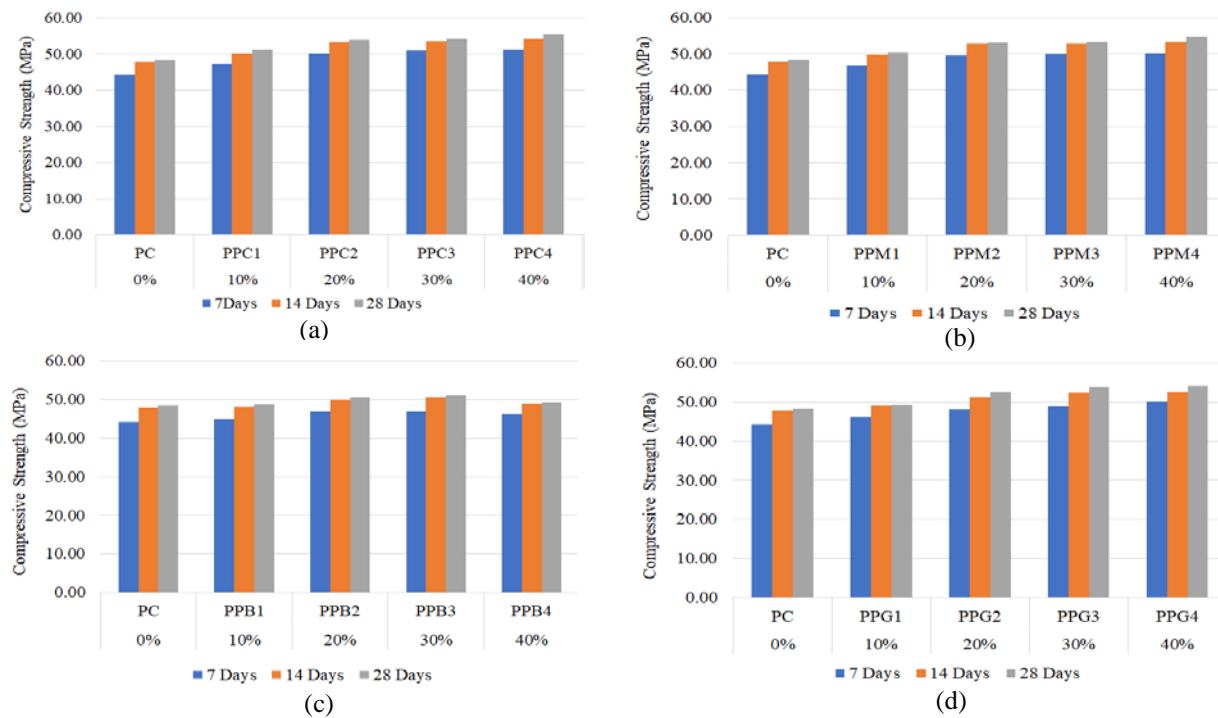 Compressive Strength (MPa)
60.00
50.00
40.00
30.00
20.00
10.00
0.00
PC PPC1 PPC2 PPC3 PPC4
0% 10% 20% 30% 40%
7Days 14 Days 28 Days
(a)
Compressive Strength (MPa)
60.00
50.00
40.00
30.00
20.00
10.00
0.00
PC PPM1 PPM2 PPM3 PPM4
0% 10% 20% 30% 40%
7 Days 14 Days 28 Days
(b)
Compressive Strength (MPa)
60.00
50.00
40.00
30.00
20.00
10.00
0.00
PC PPB1 PPB2 PPB3 PPB4
0% 10% 20% 30% 40%
7 Days 14 Days 28 Days
(c)
Compressive Strength (MPa)
60.00
50.00
40.00
30.00
20.00
10.00
0.00
PC PPG1 PPG2 PPG3 PPG4
0% 10% 20% 30% 40%
7 Days 14 Days 28 Days
(d)